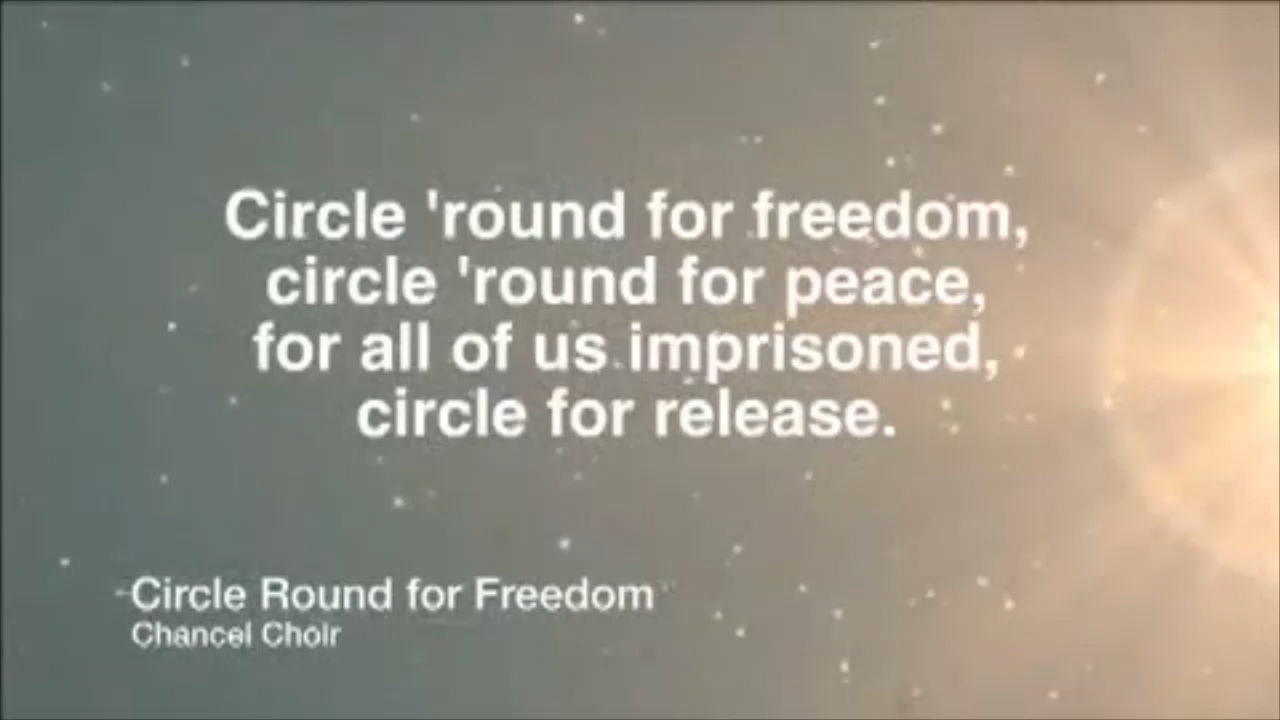 Circle 'round for freedom,
circle 'round for peace,
for all of us imprisoned,
circle for release.
Circle Round for Freedom
Chancel Choir